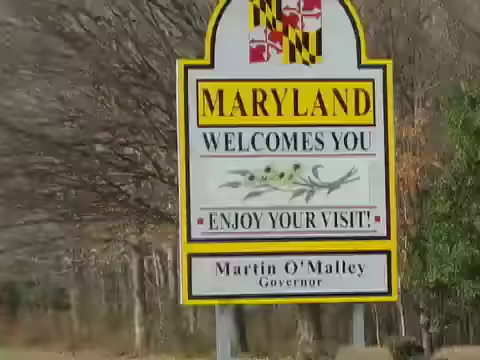 MARYLAND
WELCOMES YOU
ENJOY YOUR VISIT!
Martin O'Malley
Governor